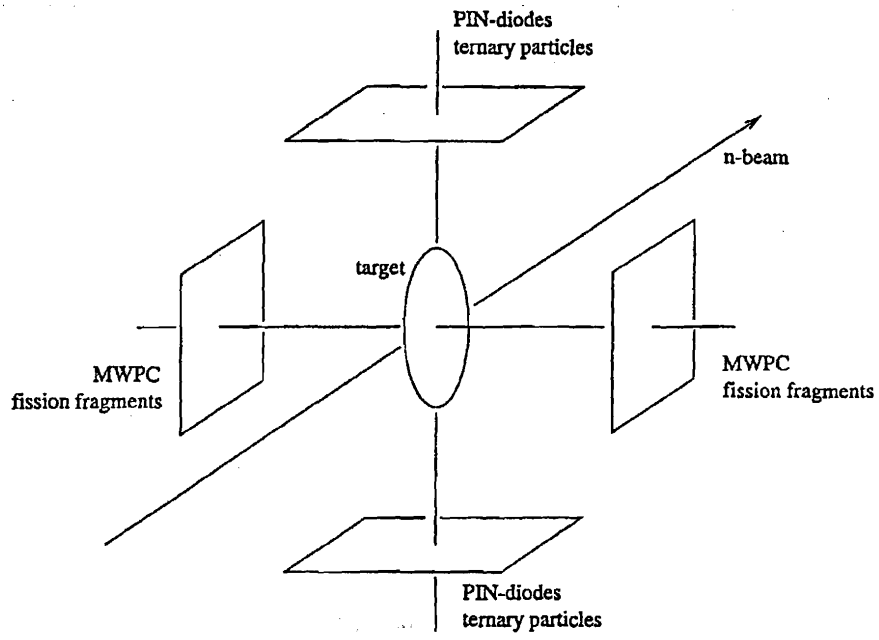 PIN-diodes
ternary particles
n-beam
target
MWPC
fission fragments
MWPC
fission fragments
PIN-diodes
ternary particles